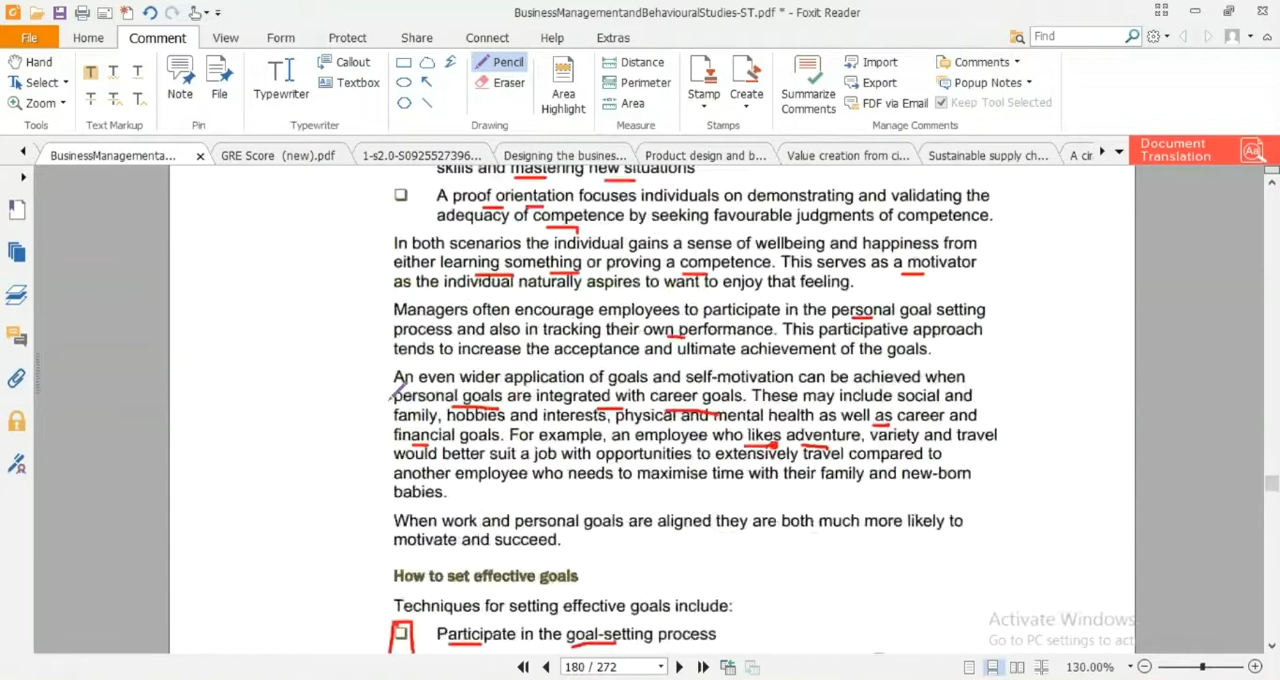 BusinessManagementandBehaviouralStudies-ST.pdf * - Foxit Reader
File Home Comment View Form Protect Share Connect Help Extras Find
Hand
Select
Zoom
Tools
Text Markup
Note File
Pin
Typewriter
Callout
Textbox
Typewriter
Pencil
Eraser
Drawing
Area Highlight
Distance
Perimeter
Area
Measure
Stamp Create
Stamps
Summarize Comments
Import
Export
FDF via Email
Comments
Popup Notes
Keep Tool Selected
Manage Comments
BusinessManagementa... GRE Score (new).pdf 1-s2.0-S0925527396... Designing the busines... Product design and b... Value creation from ci... Sustainable supply ch... A cir
Document Translation
skills and mastering new situations
A proof orientation focuses individuals on demonstrating and validating the
adequacy of competence by seeking favourable judgments of competence.
In both scenarios the individual gains a sense of wellbeing and happiness from
either learning something or proving a competence. This serves as a motivator
as the individual naturally aspires to want to enjoy that feeling.
Managers often encourage employees to participate in the personal goal setting
process and also in tracking their own performance. This participative approach
tends to increase the acceptance and ultimate achievement of the goals.
An even wider application of goals and self-motivation can be achieved when
personal goals are integrated with career goals. These may include social and
family, hobbies and interests, physical and mental health as well as career and
financial goals. For example, an employee who likes adventure, variety and travel
would better suit a job with opportunities to extensively travel compared to
another employee who needs to maximise time with their family and new-born
babies.
When work and personal goals are aligned they are both much more likely to
motivate and succeed.
How to set effective goals
Techniques for setting effective goals include:
Participate in the goal-setting process
Activate Windows
Go to PC settings to act
180 / 272
130.00%